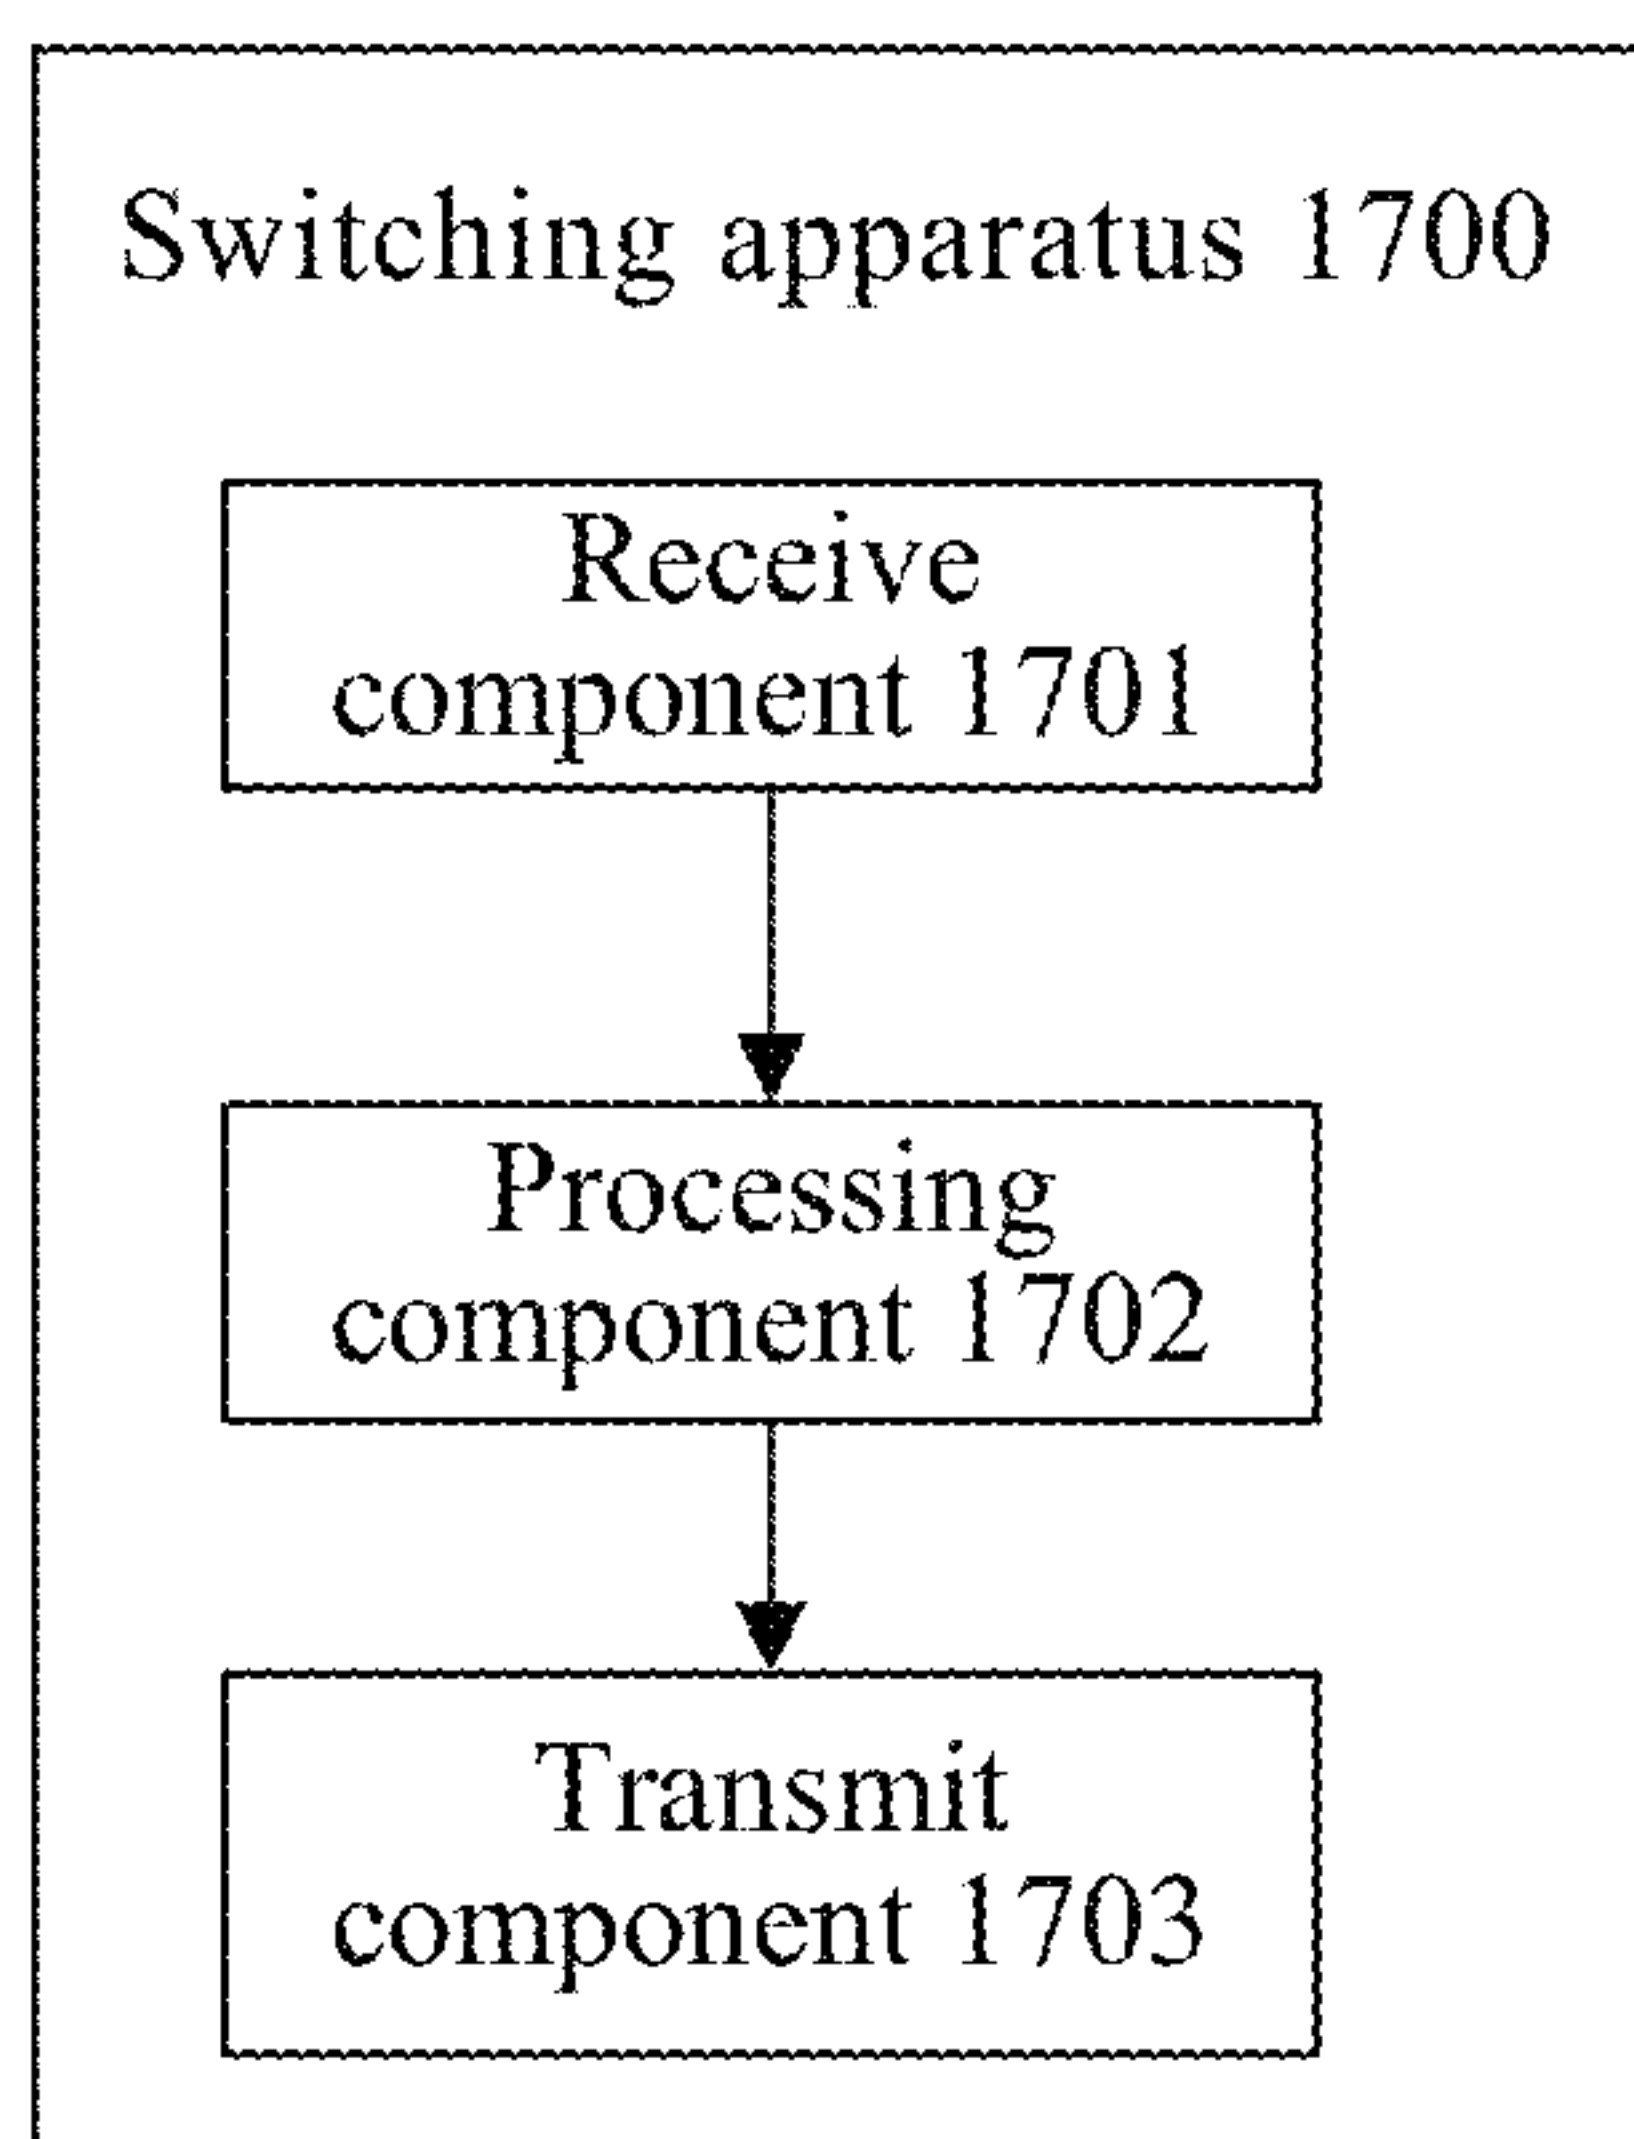 Switching apparatus 1700
Receive
component 1701
Processing
component 1702
Transmit
component 1703